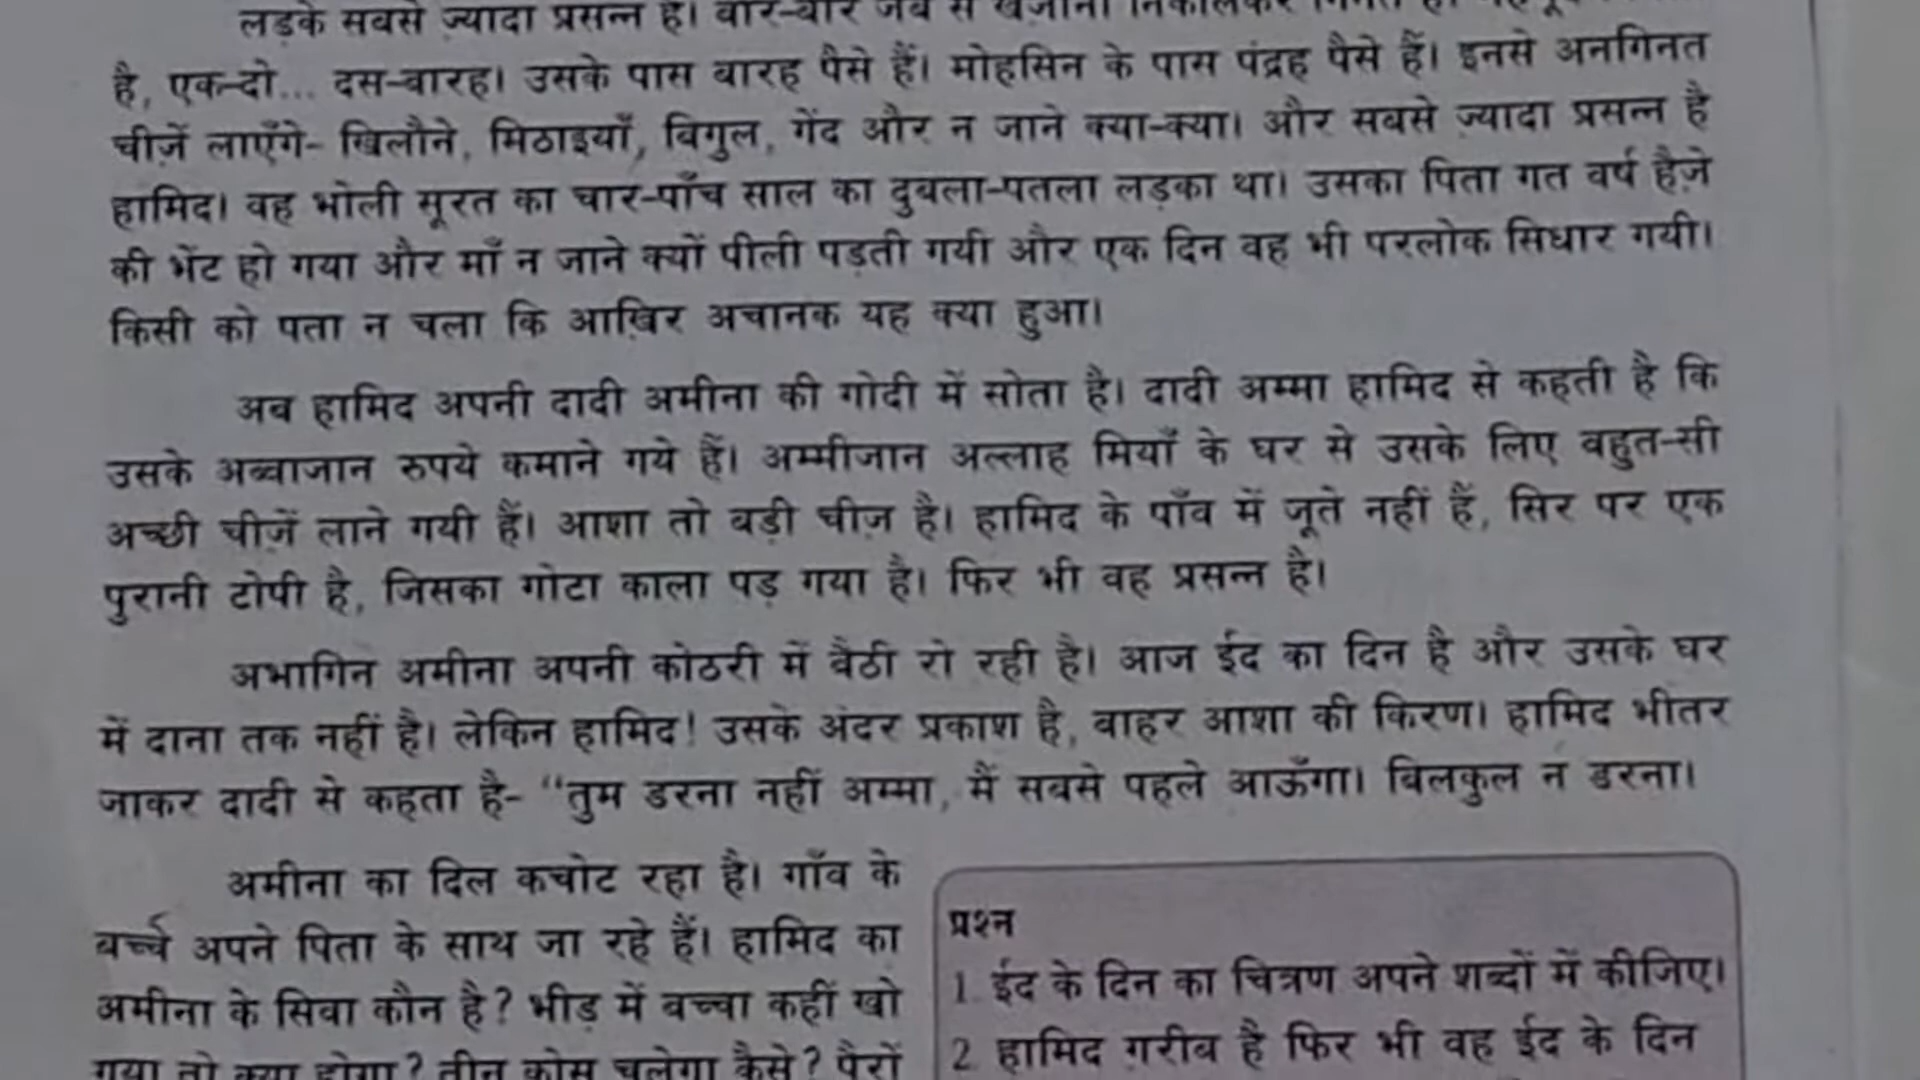 लड़के सबसे ज़्यादा प्रसन्न हैं। बार-बार जेब से
है, एक-दो... दस-बारह। उसके पास बारह पैसे हैं। मोहसिन के पास पंद्रह पैसे हैं। इनसे अनगिनत
चीज़ें लाएँगे- खिलौने, मिठाइयाँ, बिगुल, गेंद और न जाने क्या-क्या। और सबसे ज़्यादा प्रसन्न है
हामिद। वह भोली सूरत का चार-पाँच साल का दुबला-पतला लड़का था। उसका पिता गत वर्ष हैज़े
की भेंट हो गया और माँ न जाने क्यों पीली पड़ती गयी और एक दिन वह भी परलोक सिधार गयी।
किसी को पता न चला कि आख़िर अचानक यह क्या हुआ।
अब हामिद अपनी दादी अमीना की गोदी में सोता है। दादी अम्मा हामिद से कहती है कि
उसके अब्बाजान रुपये कमाने गये हैं। अम्मीजान अल्लाह मियाँ के घर से उसके लिए बहुत-सी
अच्छी चीज़ें लाने गयी हैं। आशा तो बड़ी चीज़ है। हामिद के पाँव में जूते नहीं हैं, सिर पर एक
पुरानी टोपी है, जिसका गोटा काला पड़ गया है। फिर भी वह प्रसन्न है।
अभागिन अमीना अपनी कोठरी में बैठी रो रही है। आज ईद का दिन है और उसके घर
में दाना तक नहीं है। लेकिन हामिद! उसके अंदर प्रकाश है, बाहर आशा की किरण। हामिद भीतर
जाकर दादी से कहता है- “तुम डरना नहीं अम्मा, मैं सबसे पहले आऊँगा। बिलकुल न डरना।
अमीना का दिल कचोट रहा है। गाँव के
बच्चे अपने पिता के साथ जा रहे हैं। हामिद का
अमीना के सिवा कौन है? भीड़ में बच्चा कहीं खो
गया तो क्या होगा? तीन कोस चलेगा कैसे? पैरों
प्रश्न
1. ईद के दिन का चित्रण अपने शब्दों में कीजिए।
2. हामिद ग़रीब है फिर भी वह ईद के दिन